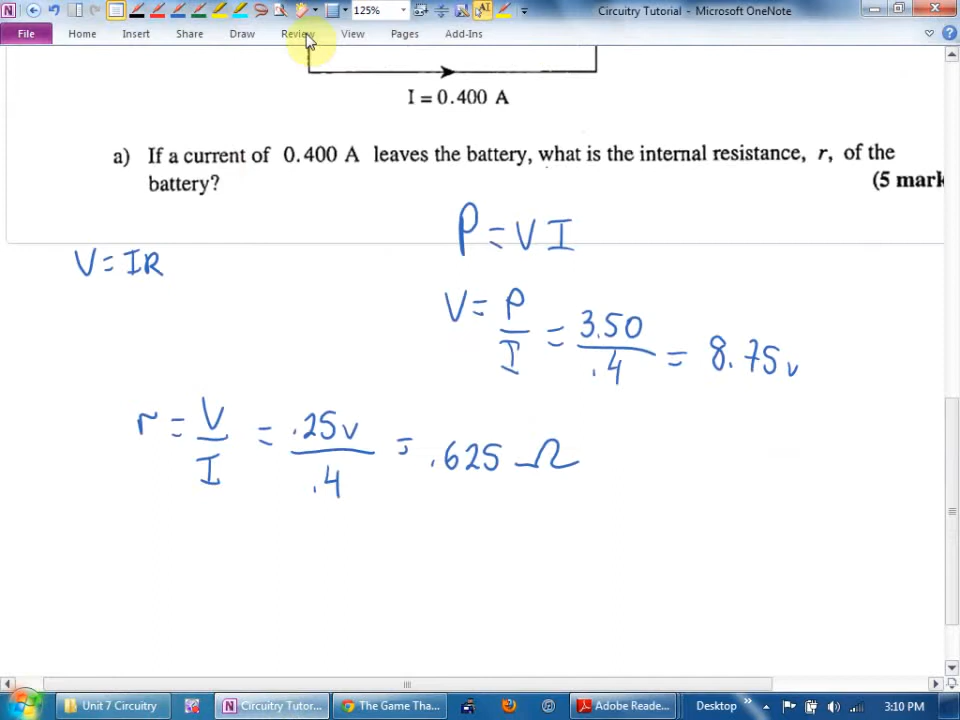 125%
Circuitry Tutorial - Microsoft OneNote
File Home Insert Share Draw Review View Pages Add-Ins
I = 0.400 A
a) If a current of 0.400 A leaves the battery, what is the internal resistance, r, of the
battery?
(5 mark
P = V I
V = IR
V = P/I = 3.50/.4 = 8.75v
r = V/I = .25v/.4 = .625 Ω
Unit 7 Circuitry Circuitry Tutor... The Game Tha... Adobe Reade... Desktop 3:10 PM